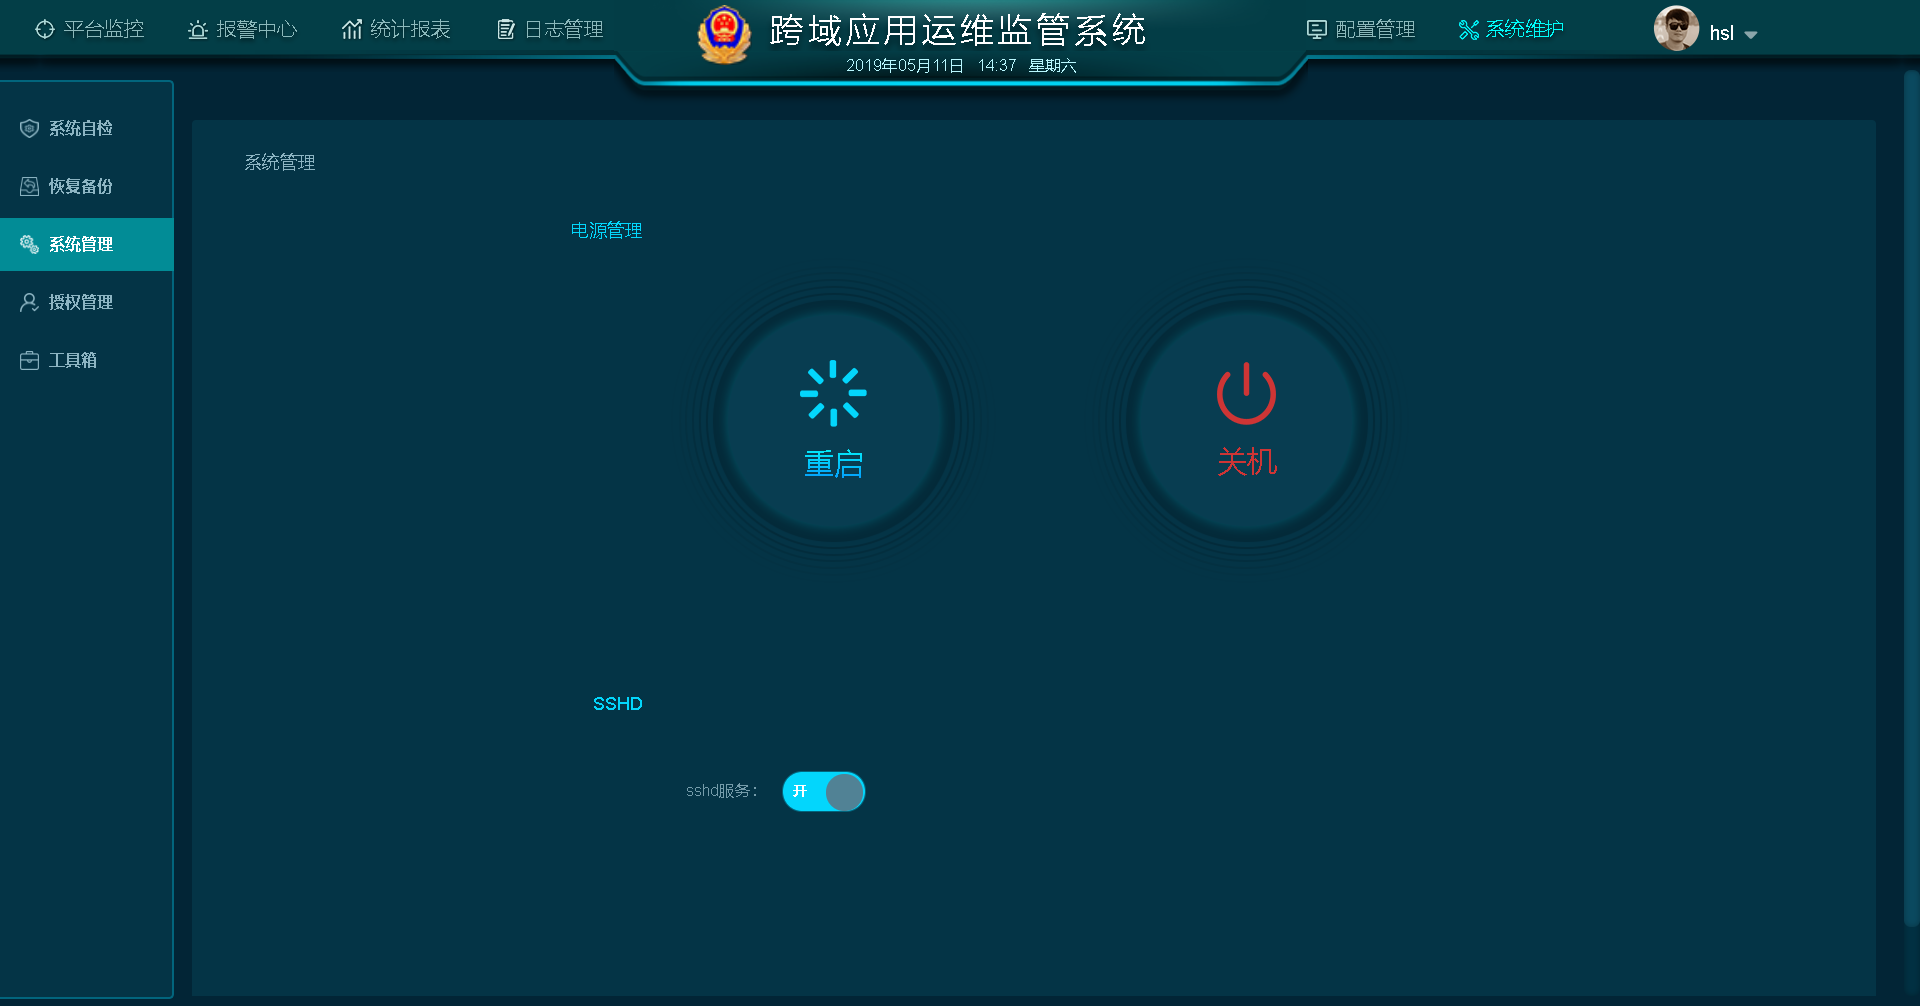 平台监控
报警中心
统计报表
日志管理
跨域应用运维监管系统
2019年05月11日 14:37 星期六
配置管理
系统维护
hsl
系统自检
恢复备份
系统管理
授权管理
工具箱
系统管理
电源管理
重启
关机
SSHD
sshd服务：
开